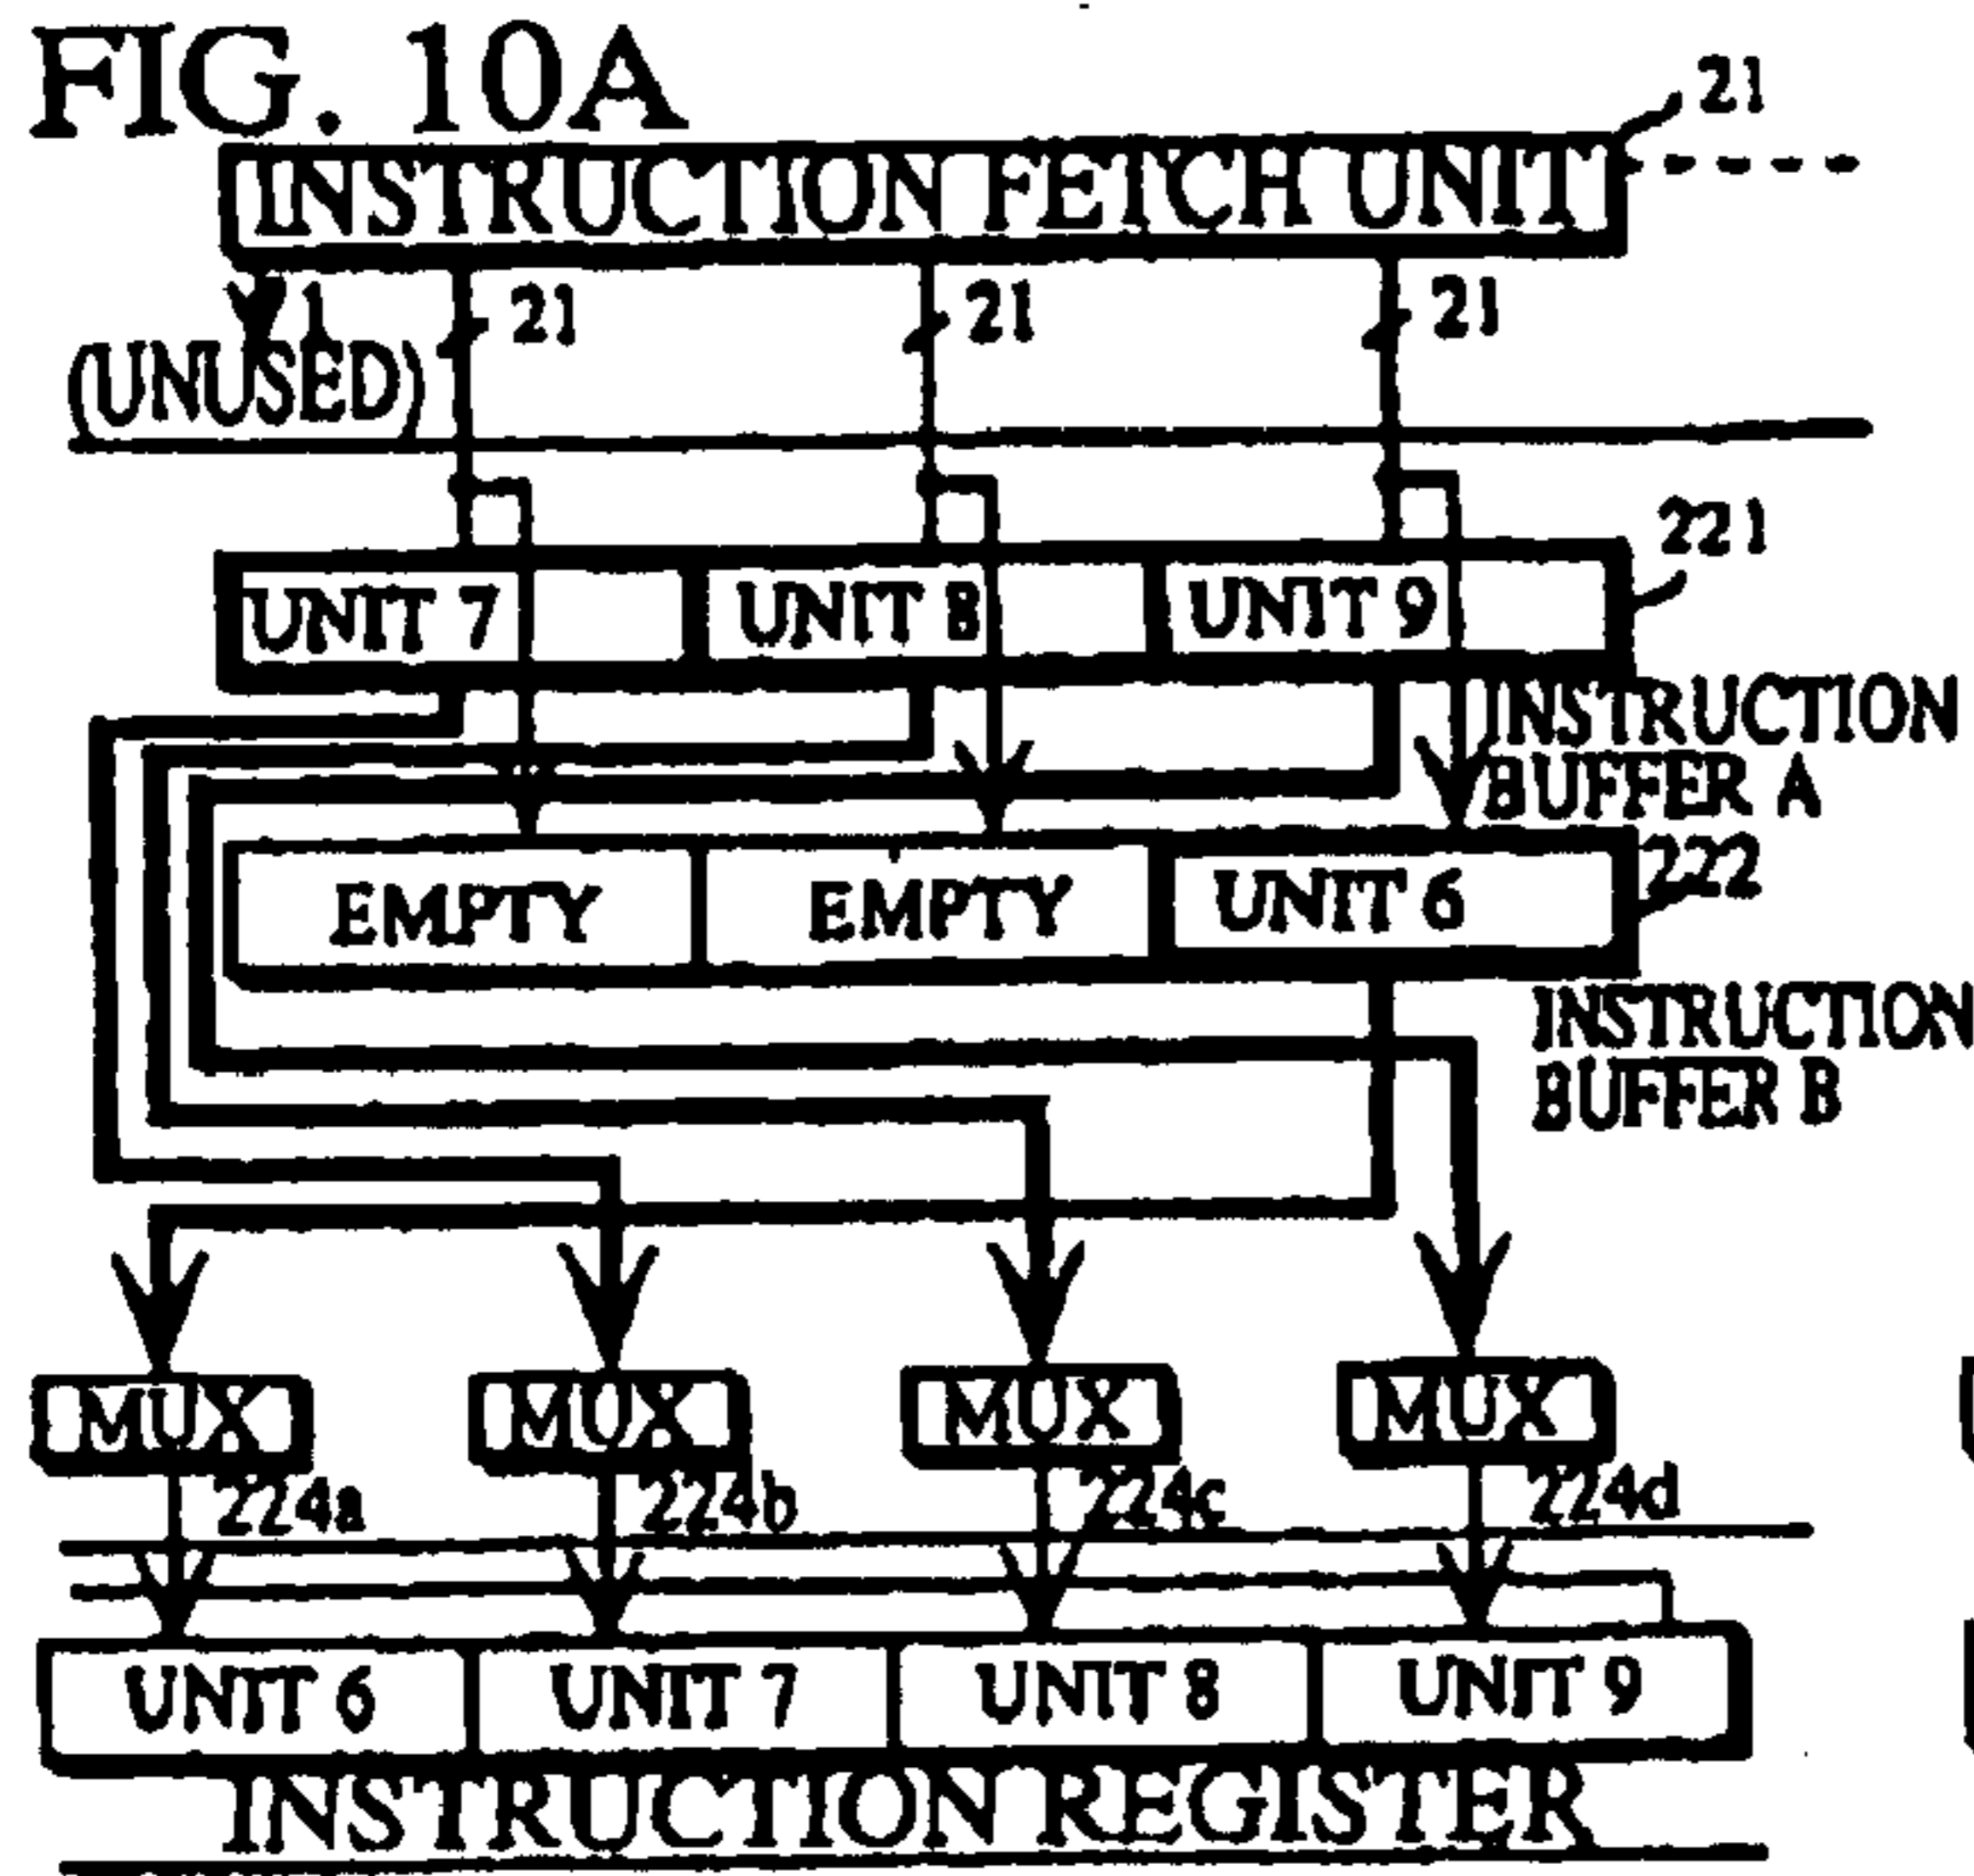 FIG. 10A
21
INSTRUCTION FETCH UNIT
1 21 21 21
(UNUSED)
221
UNIT 7 UNIT 8 UNIT 9
INSTRUCTION
BUFFER A
222
EMPTY EMPTY UNIT 6
INSTRUCTION
BUFFER B
MUX MUX MUX MUX
224a 224b 224c 224d
UNIT 6 UNIT 7 UNIT 8 UNIT 9
INSTRUCTION REGISTER